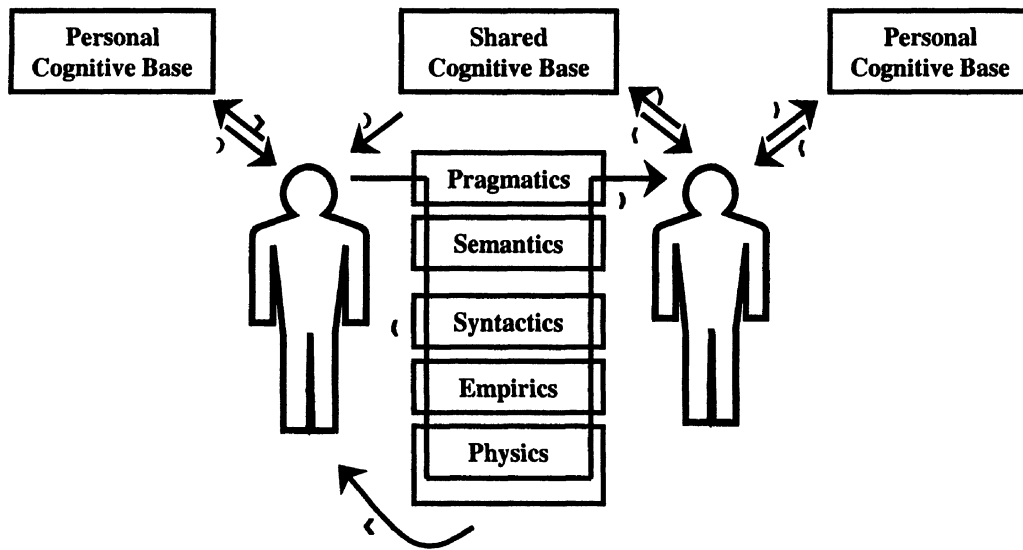 Personal
Cognitive Base
Shared
Cognitive Base
Personal
Cognitive Base
Pragmatics
Semantics
Syntactics
Empirics
Physics